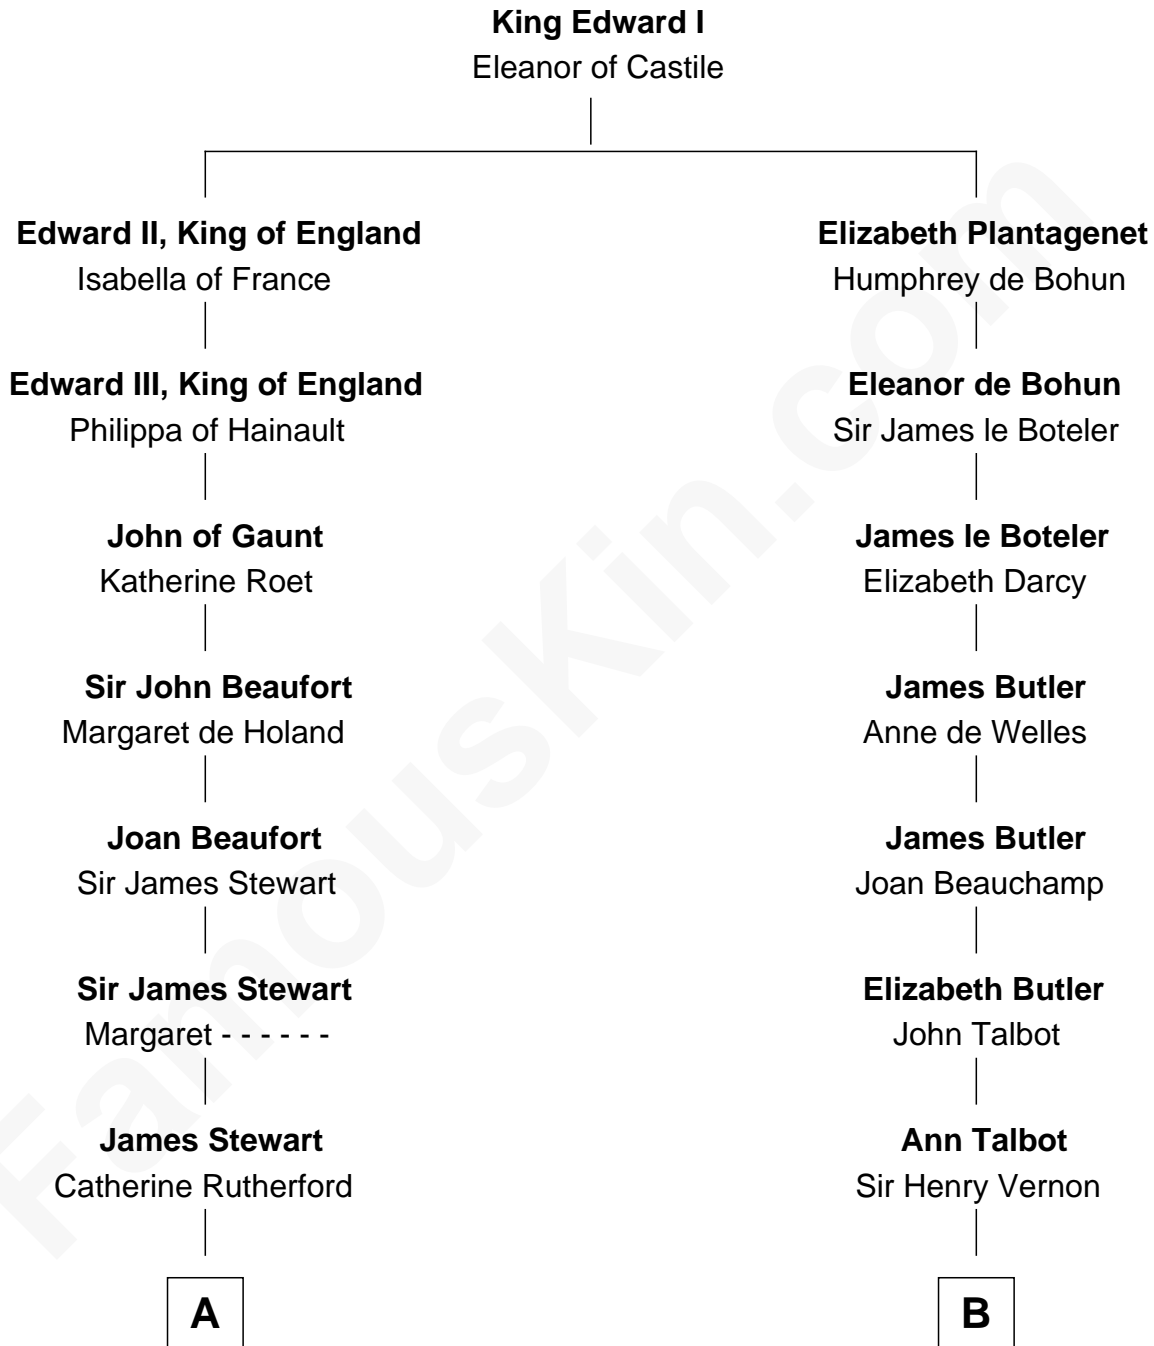 King Edward I
Eleanor of Castile
Edward II, King of England
Isabella of France
Elizabeth Plantagenet
Humphrey de Bohun
Edward III, King of England
Philippa of Hainault
Eleanor de Bohun
Sir James le Boteler
John of Gaunt
Katherine Roet
James le Boteler
Elizabeth Darcy
Sir John Beaufort
Margaret de Holand
James Butler
Anne de Welles
Joan Beaufort
Sir James Stewart
James Butler
Joan Beauchamp
Sir James Stewart
Margaret - - - - - -
Elizabeth Butler
John Talbot
James Stewart
Catherine Rutherford
Ann Talbot
Sir Henry Vernon
A
B
FamousKin.com